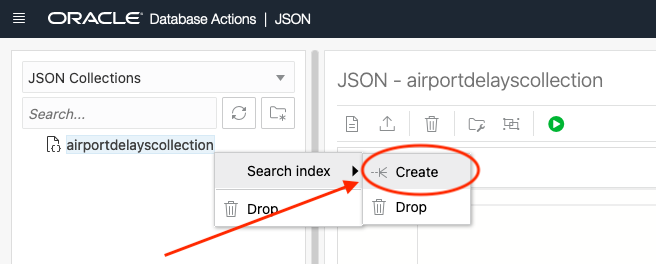 ORACLE Database Actions | JSON
JSON Collections
Search...
airportdelayscollection
JSON - airportdelayscollection
Search index
Create
Drop
Drop